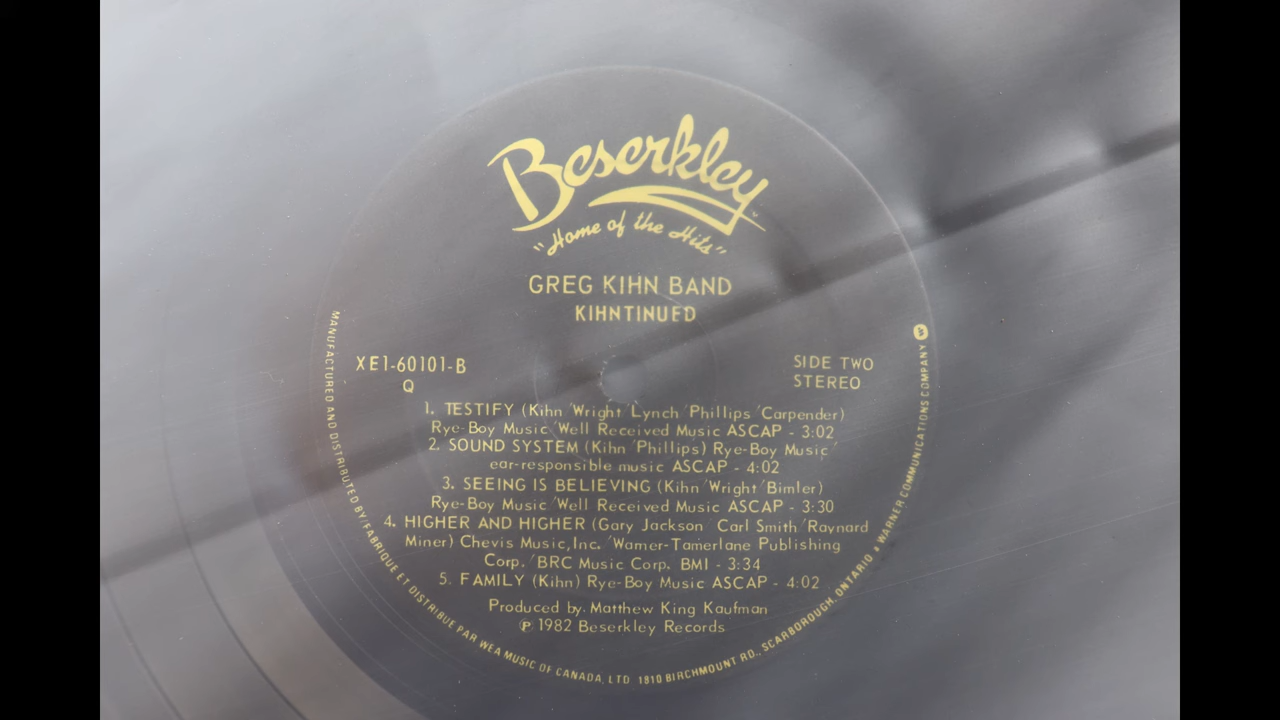 Beserkley
"Home of the Hits"
GREG KIHN BAND
KIHNTINUED
XE1-60101-B
Q
SIDE TWO
STEREO
1. TESTIFY (Kihn/Wright/Lynch/Phillips/Carpender)
Rye-Boy Music/Well Received Music ASCAP - 3:02
2. SOUND SYSTEM (Kihn/Phillips) Rye-Boy Music/
ear-responsible music ASCAP - 4:02
3. SEEING IS BELIEVING (Kihn/Wright/Bimler)
Rye-Boy Music/Well Received Music ASCAP - 3:30
4. HIGHER AND HIGHER (Gary Jackson/Carl Smith/Raynard
Miner) Chevis Music,Inc./Warner-Tamerlane Publishing
Corp./BRC Music Corp. BMI - 3:34
5. FAMILY (Kihn) Rye-Boy Music ASCAP - 4:02
Produced by: Matthew King Kaufman
℗ 1982 Beserkley Records
MANUFACTURED AND DISTRIBUTED BY/FABRIQUE ET DISTRIBUE PAR WEA MUSIC OF CANADA, LTD 1810 BIRCHMOUNT RD., SCARBOROUGH, ONTARIO a WARNER COMMUNICATIONS COMPANY W